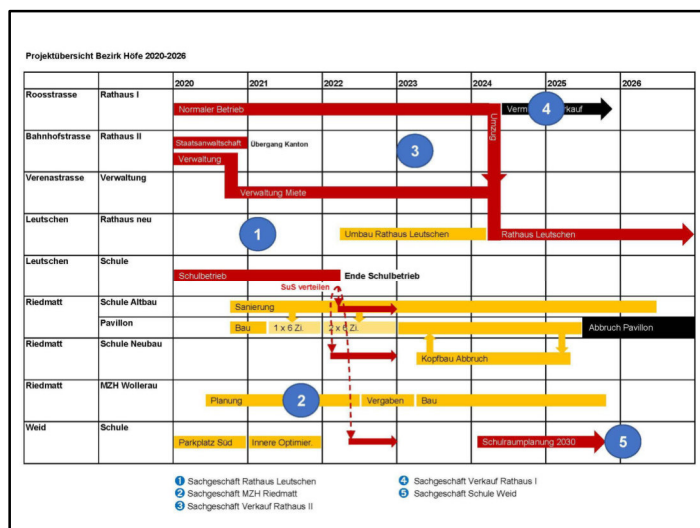 Projektübersicht Bezirk Höfe 2020-2026
2020 2021 2022 2023 2024 2025 2026
Roosstrasse Rathaus I
Normaler Betrieb
Umzug
4
Bahnhofstrasse Rathaus II
Staatsanwaltschaft Übergang Kanton
3
Verwaltung
Verenastrasse Verwaltung
Verwaltung Miete
Leutschen Rathaus neu
1
Umbau Rathaus Leutschen
Rathaus Leutschen
Leutschen Schule
Schulbetrieb Ende Schulbetrieb
SuS verteilen
Riedmatt Schule Altbau
Sanierung
Pavillon
Bau 1 x 6 Zi. x 6 Zi. Abbruch Pavillon
Riedmatt Schule Neubau
Kopfbau Abbruch
Riedmatt MZH Wollerau
Planung 2 Vergaben Bau
Weid Schule
Parkplatz Süd Innere Optimier. Schulraumplanung 2030 5
1 Sachgeschäft Rathaus Leutschen
2 Sachgeschäft MZH Riedmatt
3 Sachgeschäft Verkauf Rathaus II
4 Sachgeschäft Verkauf Rathaus I
5 Sachgeschäft Schule Weid